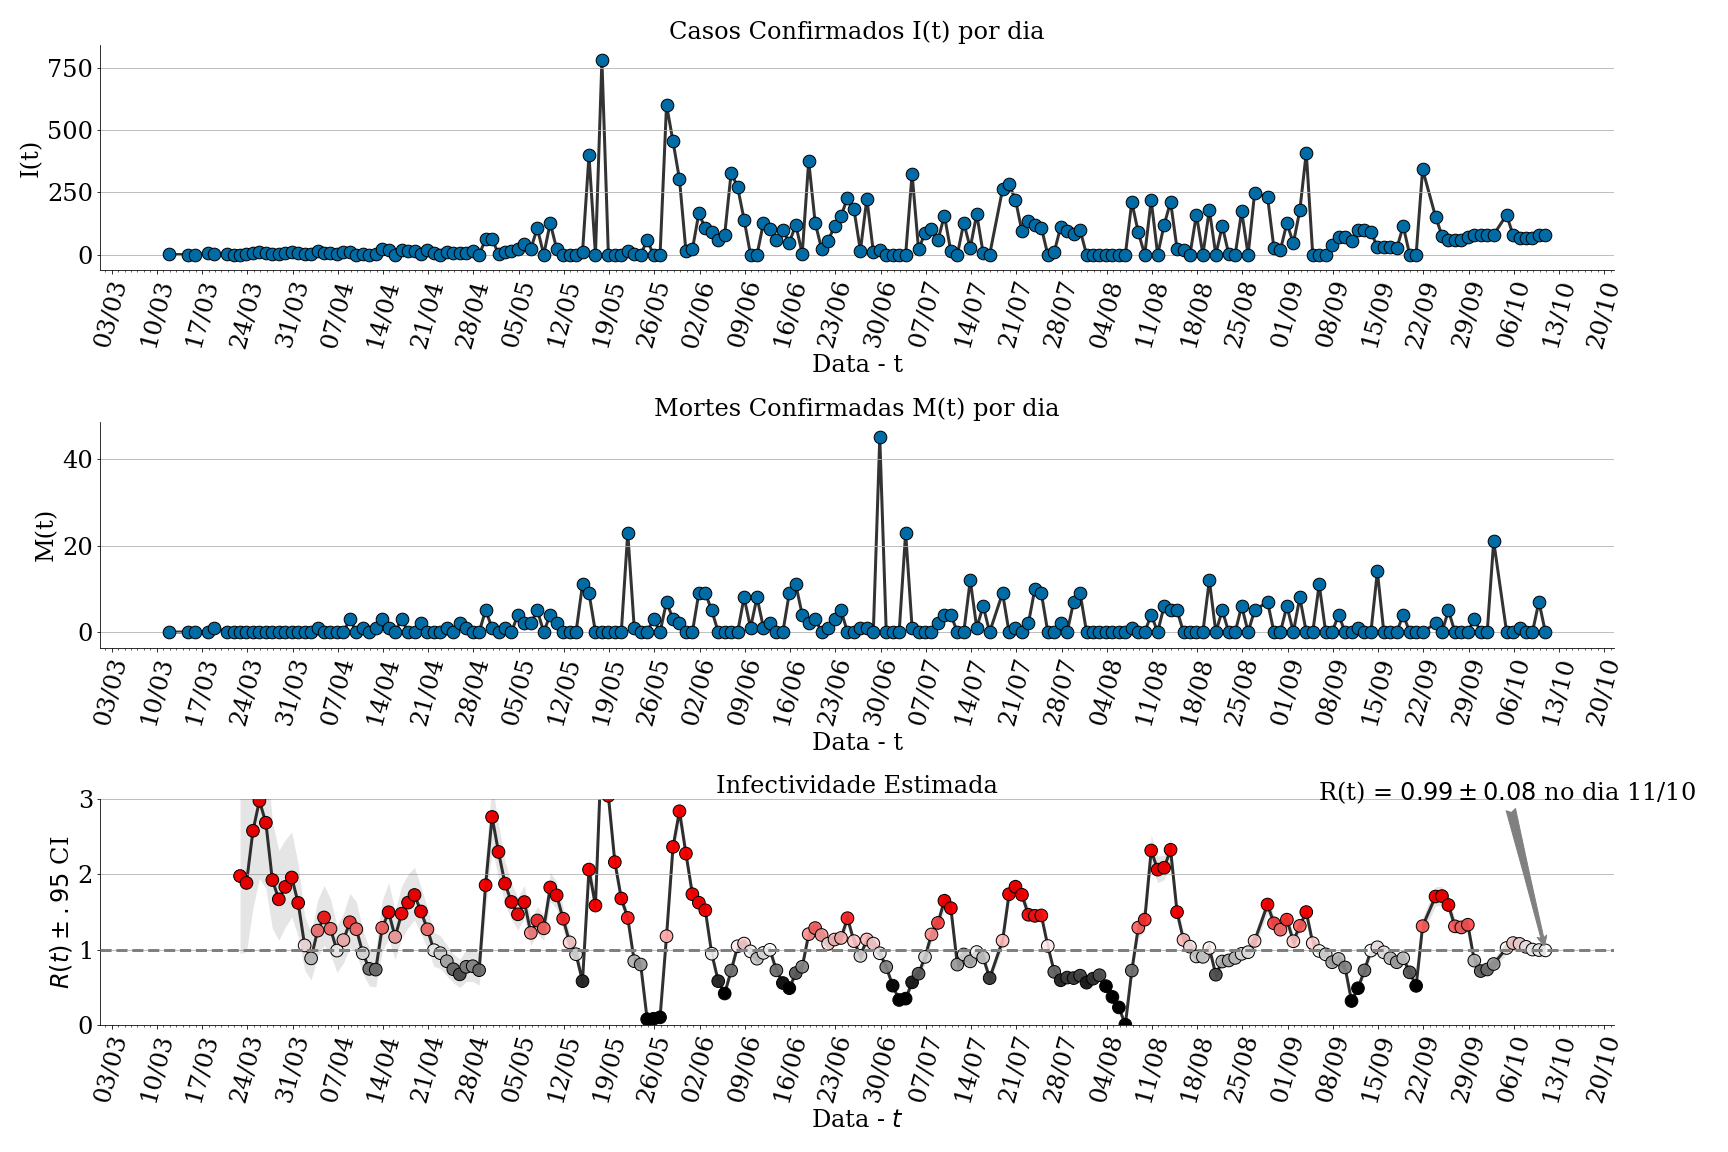 Casos Confirmados I(t) por dia
I(t)
750
500
250
0
03/03 10/03 17/03 24/03 31/03 07/04 14/04 21/04 28/04 05/05 12/05 19/05 26/05 02/06 09/06 16/06 23/06 30/06 07/07 14/07 21/07 28/07 04/08 11/08 18/08 25/08 01/09 08/09 15/09 22/09 29/09 06/10 13/10 20/10
Data - t
Mortes Confirmadas M(t) por dia
M(t)
40
20
0
03/03 10/03 17/03 24/03 31/03 07/04 14/04 21/04 28/04 05/05 12/05 19/05 26/05 02/06 09/06 16/06 23/06 30/06 07/07 14/07 21/07 28/07 04/08 11/08 18/08 25/08 01/09 08/09 15/09 22/09 29/09 06/10 13/10 20/10
Data - t
Infectividade Estimada
R(t) = 0.99 ± 0.08 no dia 11/10
R(t) ± .95 CI
3
2
1
0
03/03 10/03 17/03 24/03 31/03 07/04 14/04 21/04 28/04 05/05 12/05 19/05 26/05 02/06 09/06 16/06 23/06 30/06 07/07 14/07 21/07 28/07 04/08 11/08 18/08 25/08 01/09 08/09 15/09 22/09 29/09 06/10 13/10 20/10
Data - t